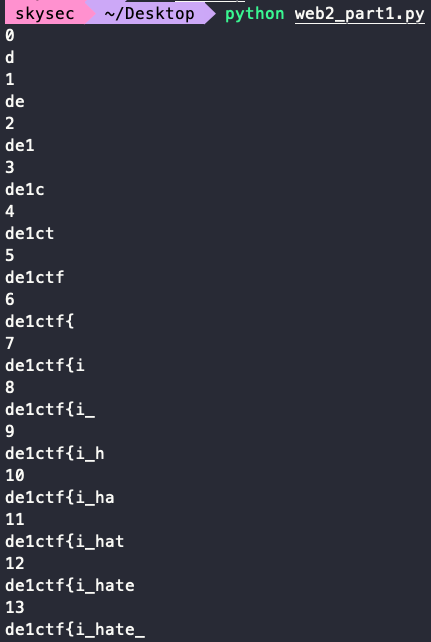 skysec ~/Desktop python web2_part1.py
0
d
1
de
2
de1
3
de1c
4
de1ct
5
de1ctf
6
de1ctf{
7
de1ctf{i
8
de1ctf{i_
9
de1ctf{i_h
10
de1ctf{i_ha
11
de1ctf{i_hat
12
de1ctf{i_hate
13
de1ctf{i_hate_